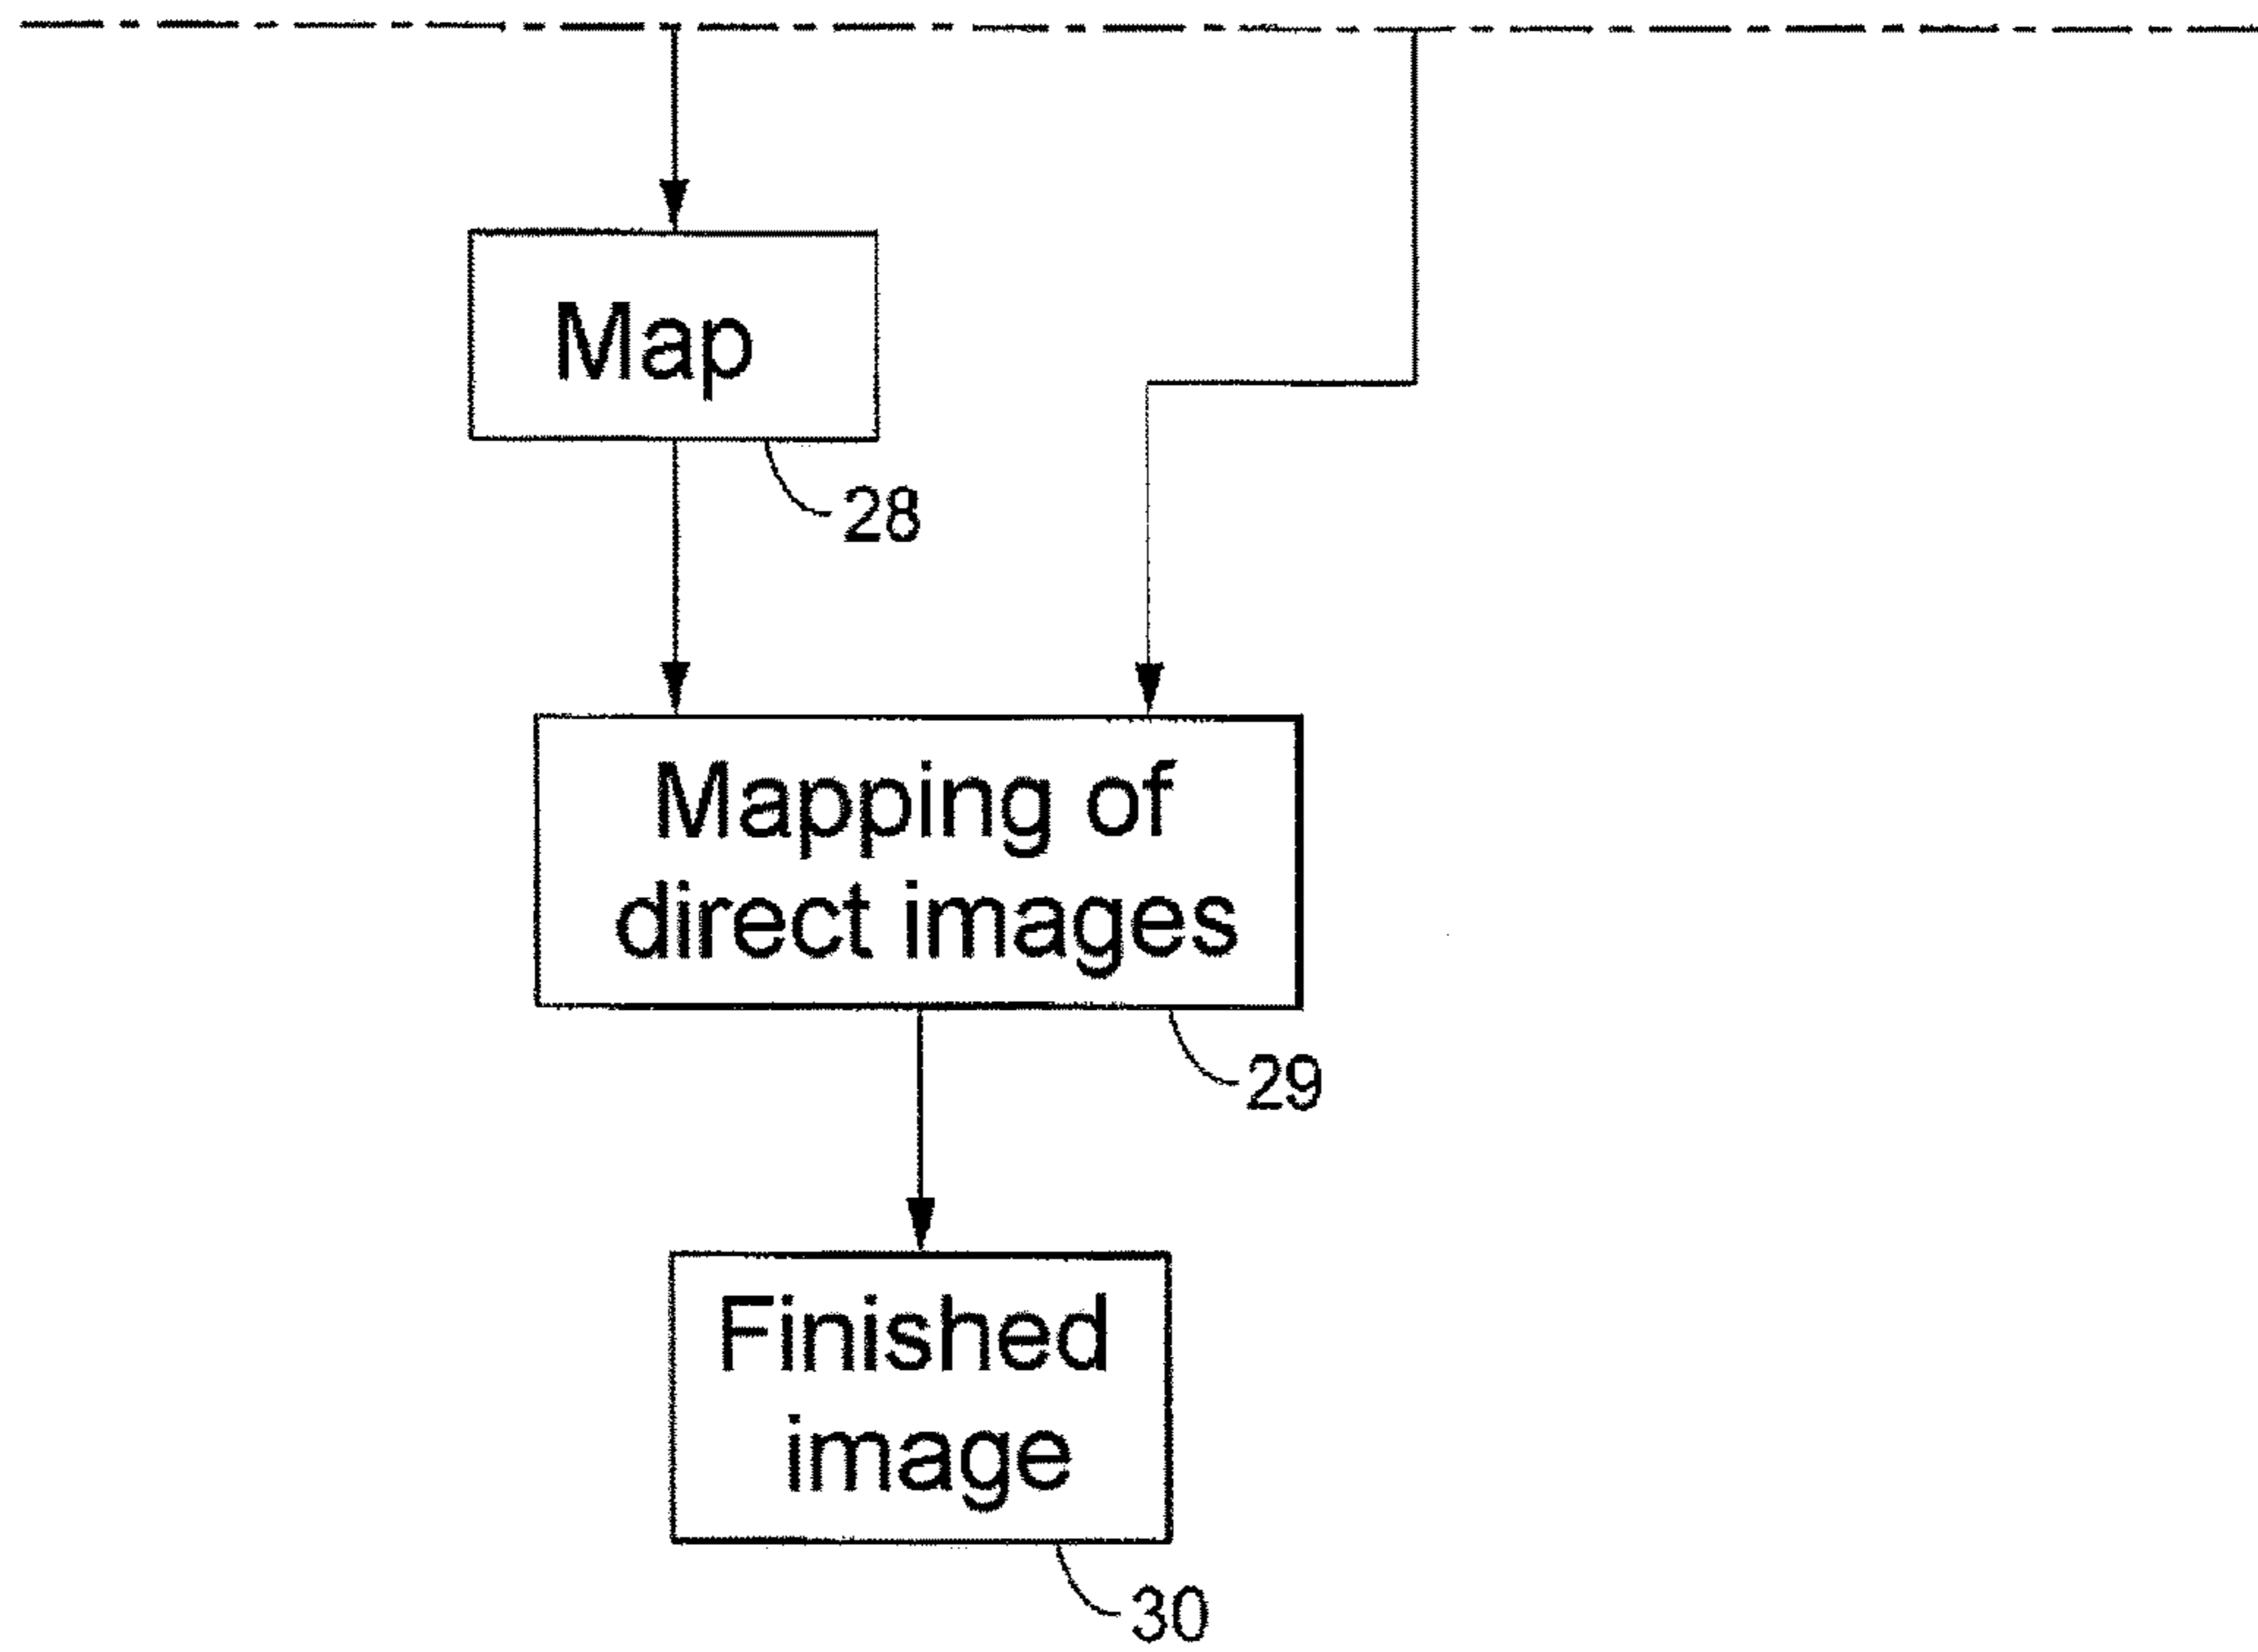 Map
28
Mapping of
direct images
29
Finished
image
30